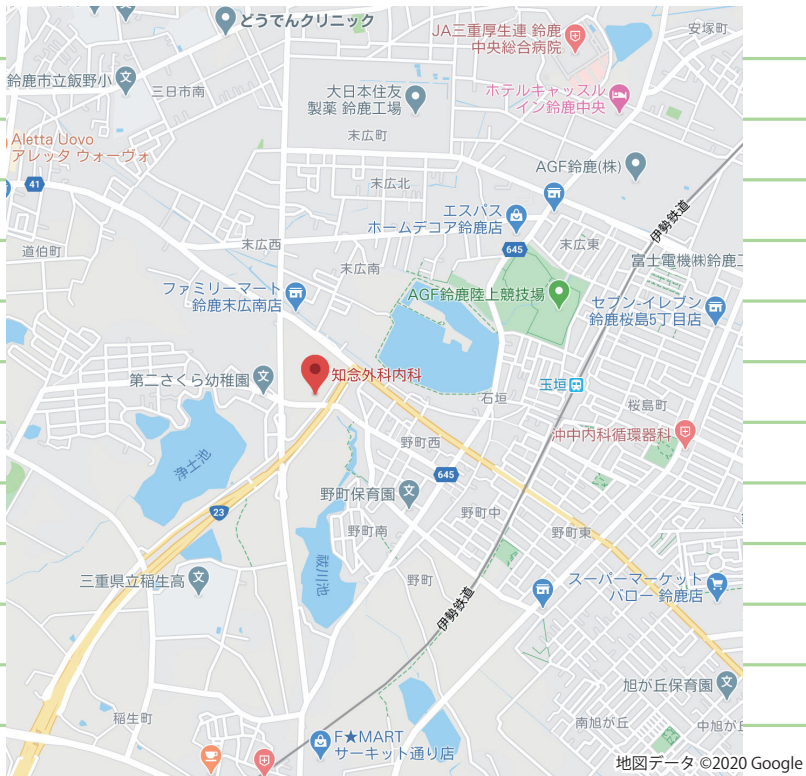 どうでんクリニック
JA三重厚生連 鈴鹿
中央総合病院
安塚町
鈴鹿市立飯野小
三日市南
大日本住友
製薬 鈴鹿工場
ホテルキャッスル
イン鈴鹿中央
末広町
Aletta Uovo
アレッタ ウォーヴォ
AGF鈴鹿(株)
41
末広北
エスパス
ホームデコア鈴鹿店
伊勢鉄道
道伯町
末広西
645
末広東
末広南
富士電機㈱鈴鹿工
ファミリーマート
鈴鹿末広南店
AGF鈴鹿陸上競技場
セブン-イレブン
鈴鹿桜島5丁目店
第二さくら幼稚園
知念外科内科
玉垣
石垣
桜島町
沖中内科循環器科
野町西
浄土池
645
野町保育園
23
野町中
野町南
野町東
祓川池
三重県立稲生高
野町
スーパーマーケット
バロー 鈴鹿店
伊勢鉄道
旭が丘保育園
稲生町
南旭が丘
中旭が丘
F★MART
サーキット通り店
地図データ ©2020 Google